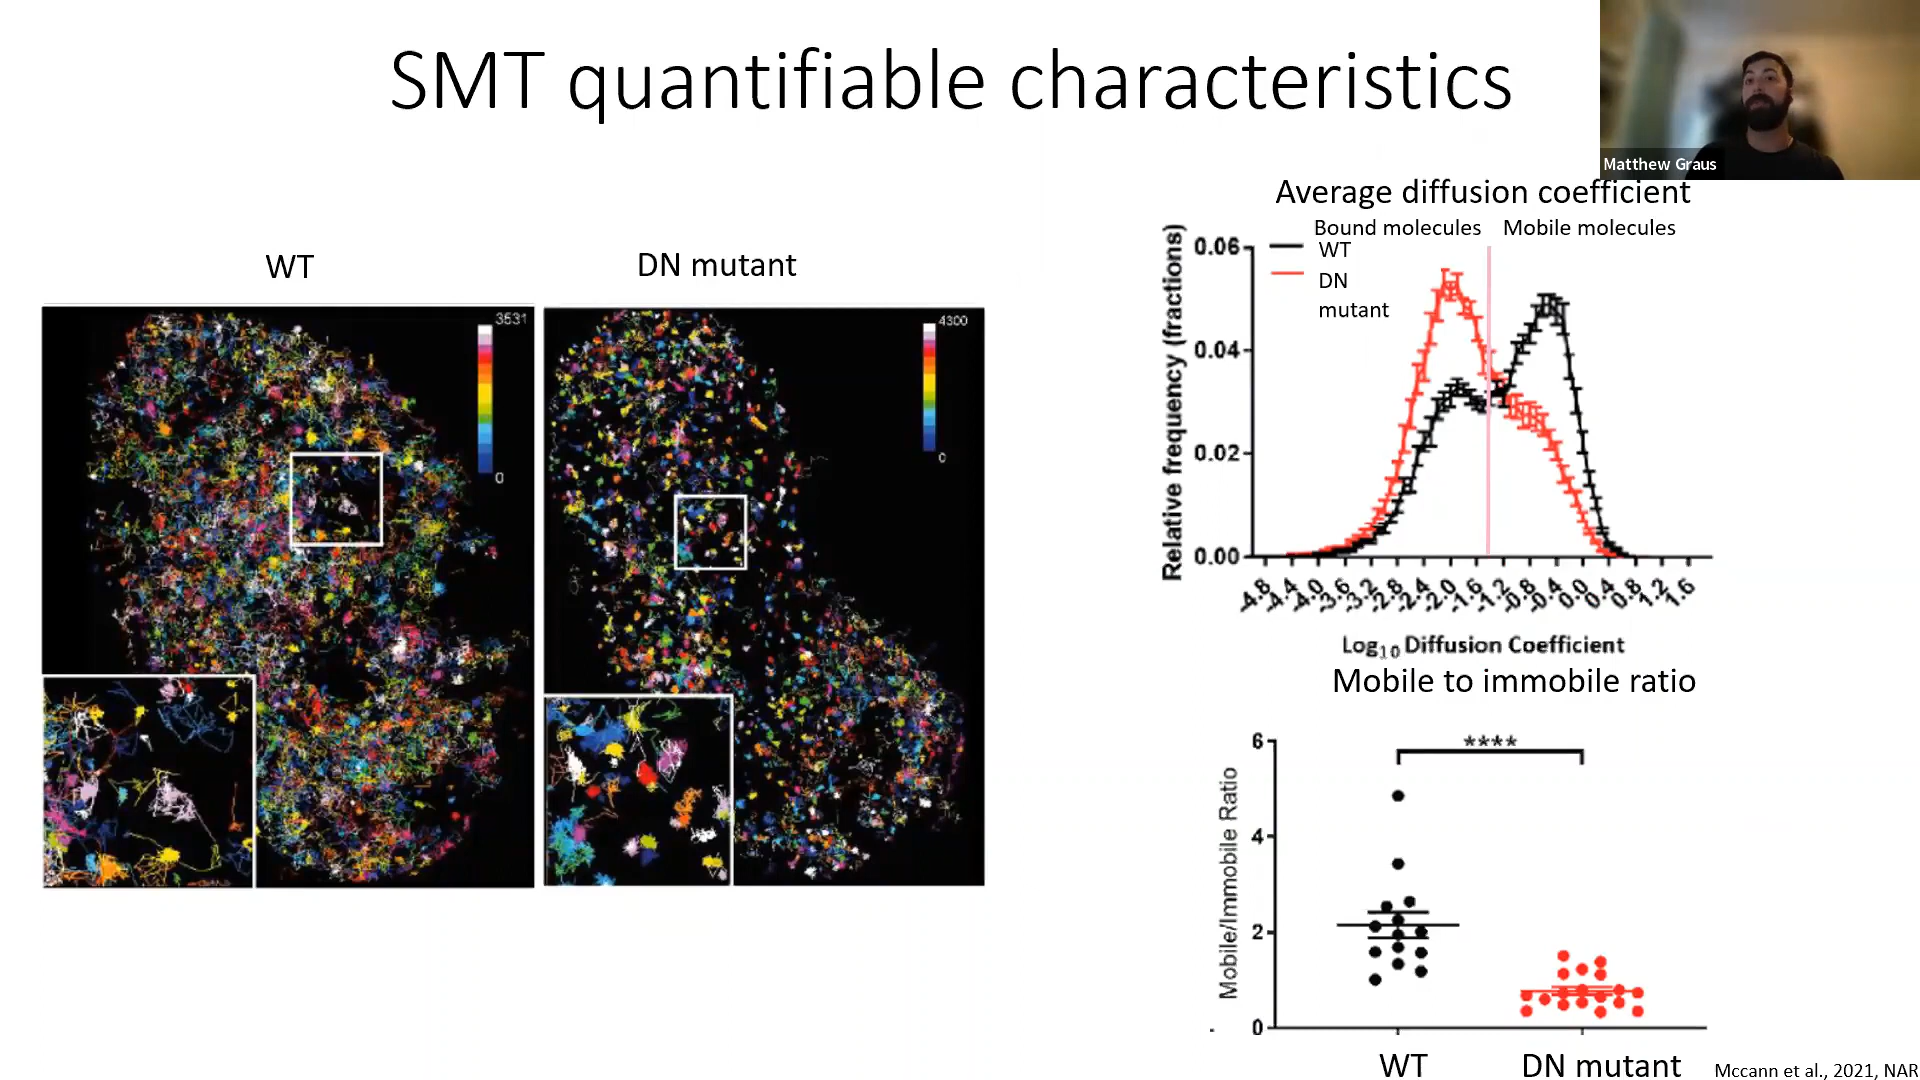 SMT quantifiable characteristics
Matthew Graus
WT
DN mutant
3531
0
4300
0
Average diffusion coefficient
Bound molecules
Mobile molecules
WT
DN
mutant
Relative frequency (fractions)
0.06
0.04
0.02
0.00
-4.8
-4.4
-4.0
-3.6
-3.2
-2.8
-2.4
-2.0
-1.6
-1.2
-0.8
-0.4
0.0
0.4
0.8
1.2
1.6
Log10 Diffusion Coefficient
Mobile to immobile ratio
Mobile/Immobile Ratio
6
4
2
0
****
WT
DN mutant
Mccann et al., 2021, NAR